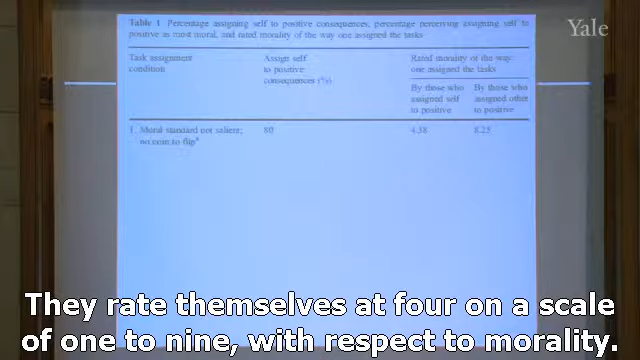 Table 1 Percentage assigning self to positive consequences, percentage perceiving assigning self to
positive as most moral, and rated morality of the way one assigned the tasks
Yale
Task assignment
condition
Assign self
to positive
consequences (%)
Rated morality of the way
one assigned the tasks
By those who
assigned self
to positive
By those who
assigned other
to positive
1. Moral standard not salient;
no coin to flip
80
4.38
8.25
They rate themselves at four on a scale
of one to nine, with respect to morality.